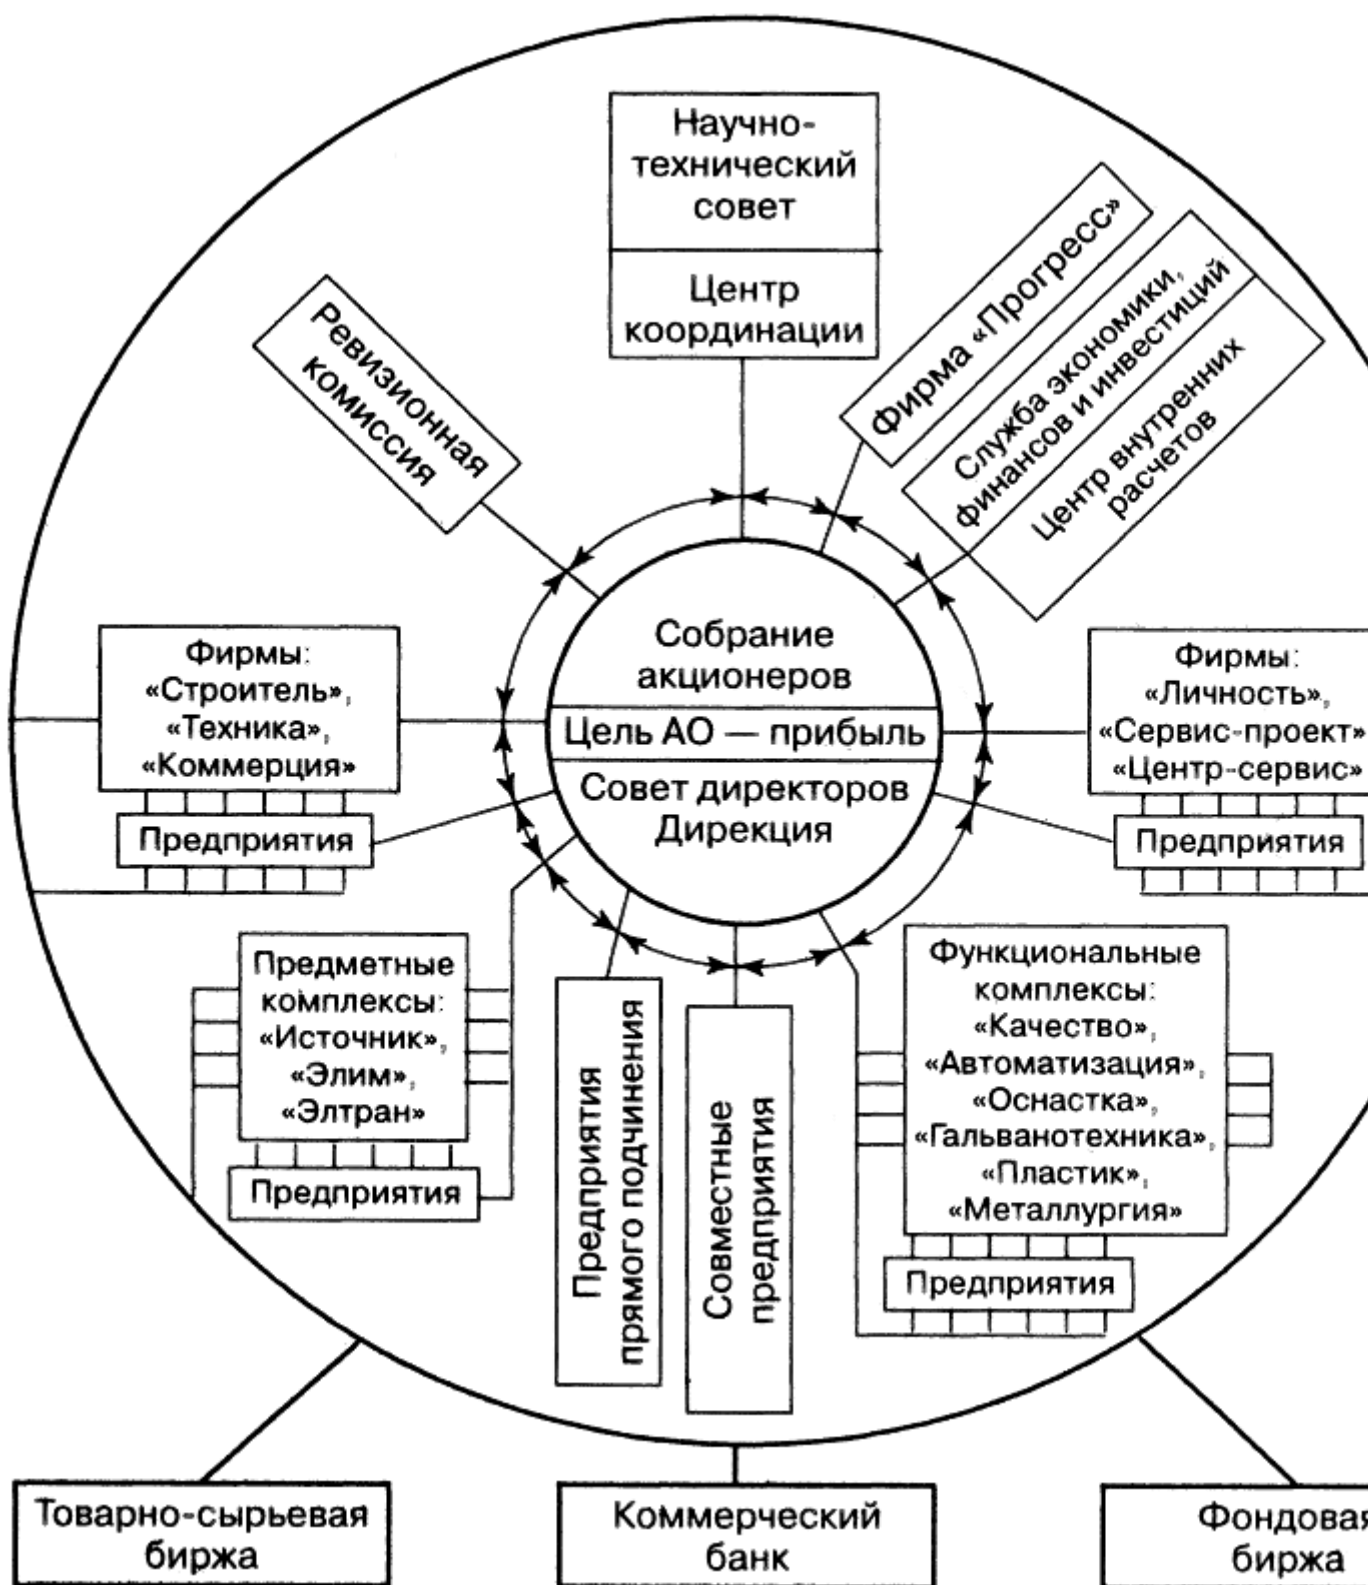 Научно-
технический
совет
Центр
координации
Ревизионная
комиссия
Фирма «Прогресс»
Служба экономики,
финансов и инвестиций
Центр внутренних
расчетов
Собрание
акционеров
Цель АО — прибыль
Совет директоров
Дирекция
Фирмы:
«Строитель»,
«Техника»,
«Коммерция»
Предприятия
Фирмы:
«Личность»,
«Сервис-проект»
«Центр-сервис»
Предприятия
Предметные
комплексы:
«Источник»,
«Элим»,
«Элтран»
Предприятия
Предприятия
прямого подчинения
Совместные
предприятия
Функциональные
комплексы:
«Качество»,
«Автоматизация»,
«Оснастка»,
«Гальванотехника»,
«Пластик»,
«Металлургия»
Предприятия
Товарно-сырьевая
биржа
Коммерческий
банк
Фондовая
биржа